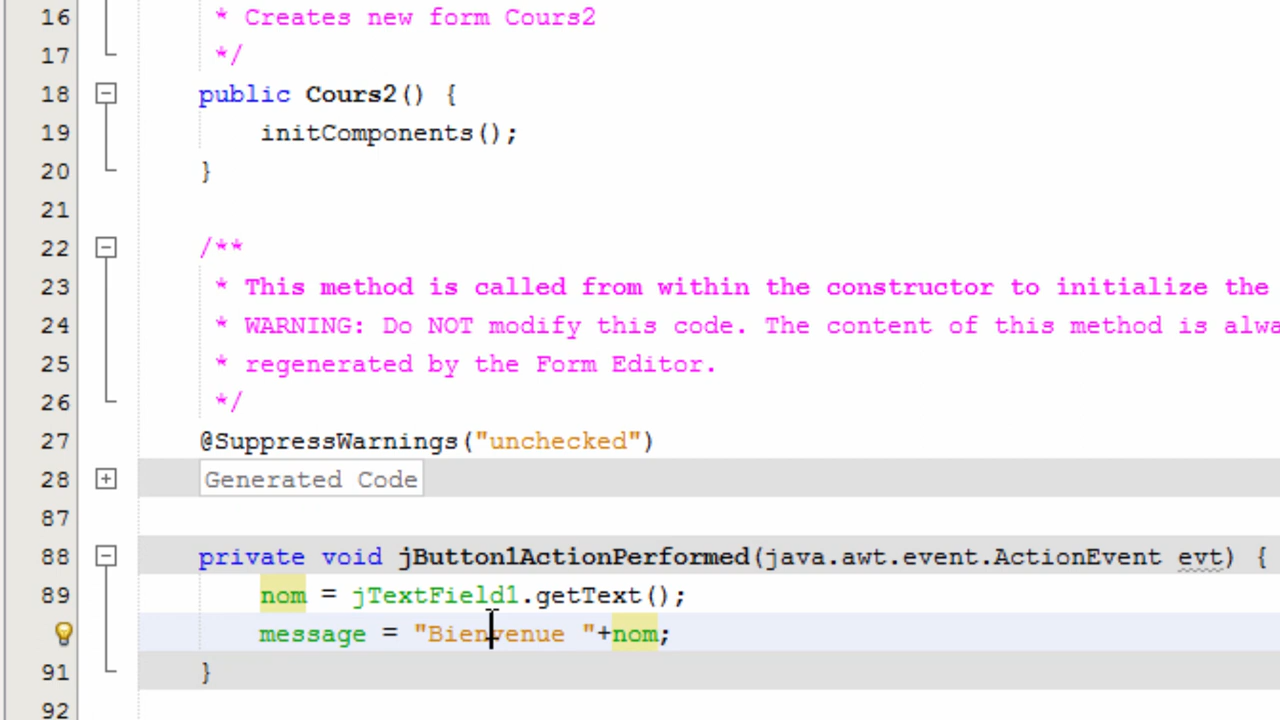 16 * Creates new form Cours2
17 */
18 public Cours2() {
19 initComponents();
20 }
21
22 /**
23 * This method is called from within the constructor to initialize the
24 * WARNING: Do NOT modify this code. The content of this method is alwa
25 * regenerated by the Form Editor.
26 */
27 @SuppressWarnings("unchecked")
28 Generated Code
87
88 private void jButton1ActionPerformed(java.awt.event.ActionEvent evt) {
89 nom = jTextField1.getText();
message = "Bienvenue "+nom;
91 }
92